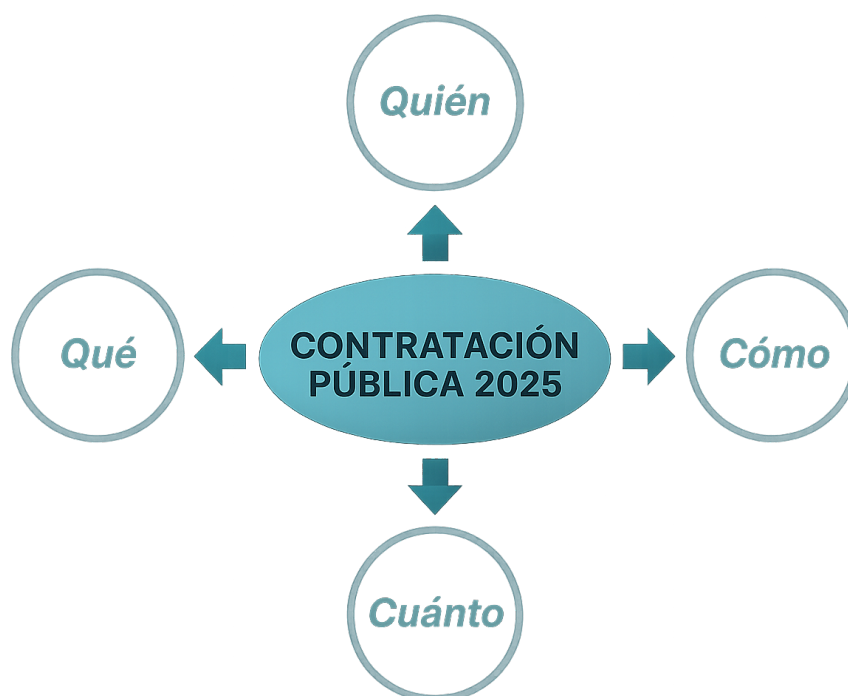 Quién
Qué
CONTRATACIÓN
PÚBLICA 2025
Cómo
Cuánto